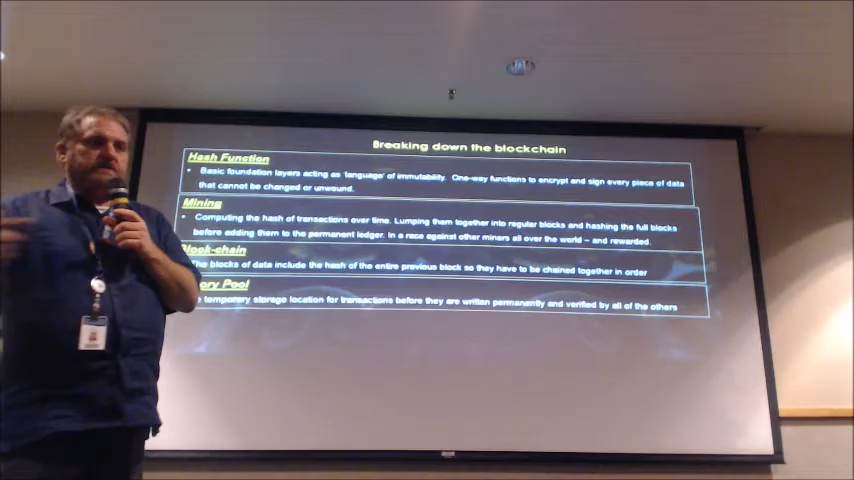 Breaking down the blockchain
Hash Function
• Basic foundation layers acting as 'language' of immutability. One-way functions to encrypt and sign every piece of data
that cannot be changed or unwound.
Mining
• Computing the hash of transactions over time. Lumping them together into regular blocks and hashing the full blocks
before adding them to the permanent ledger. In a race against other miners all over the world – and rewarded.
Block-chain
The blocks of data include the hash of the entire previous block so they have to be chained together in order
ory Pool
temporary storage location for transactions before they are written permanently and verified by all of the others